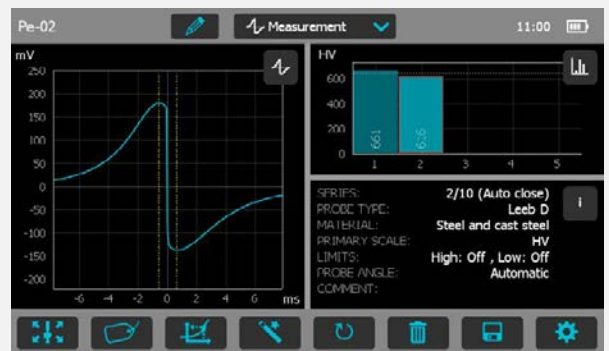 Pe-02
Measurement
11:00
mV
250
200
150
100
50
0
-50
-100
-150
-200
-6 -4 -2 0 2 4 6 ms
HV
600
400
200
0
661
616
1 2 3 4 5
SERIES: 2/10 (Auto close)
PROBE TYPE: Leeb D
MATERIAL: Steel and cast steel
PRIMARY SCALE: HV
LIMITS: High: Off , Low: Off
PROBE ANGLE: Automatic
COMMENT:
i